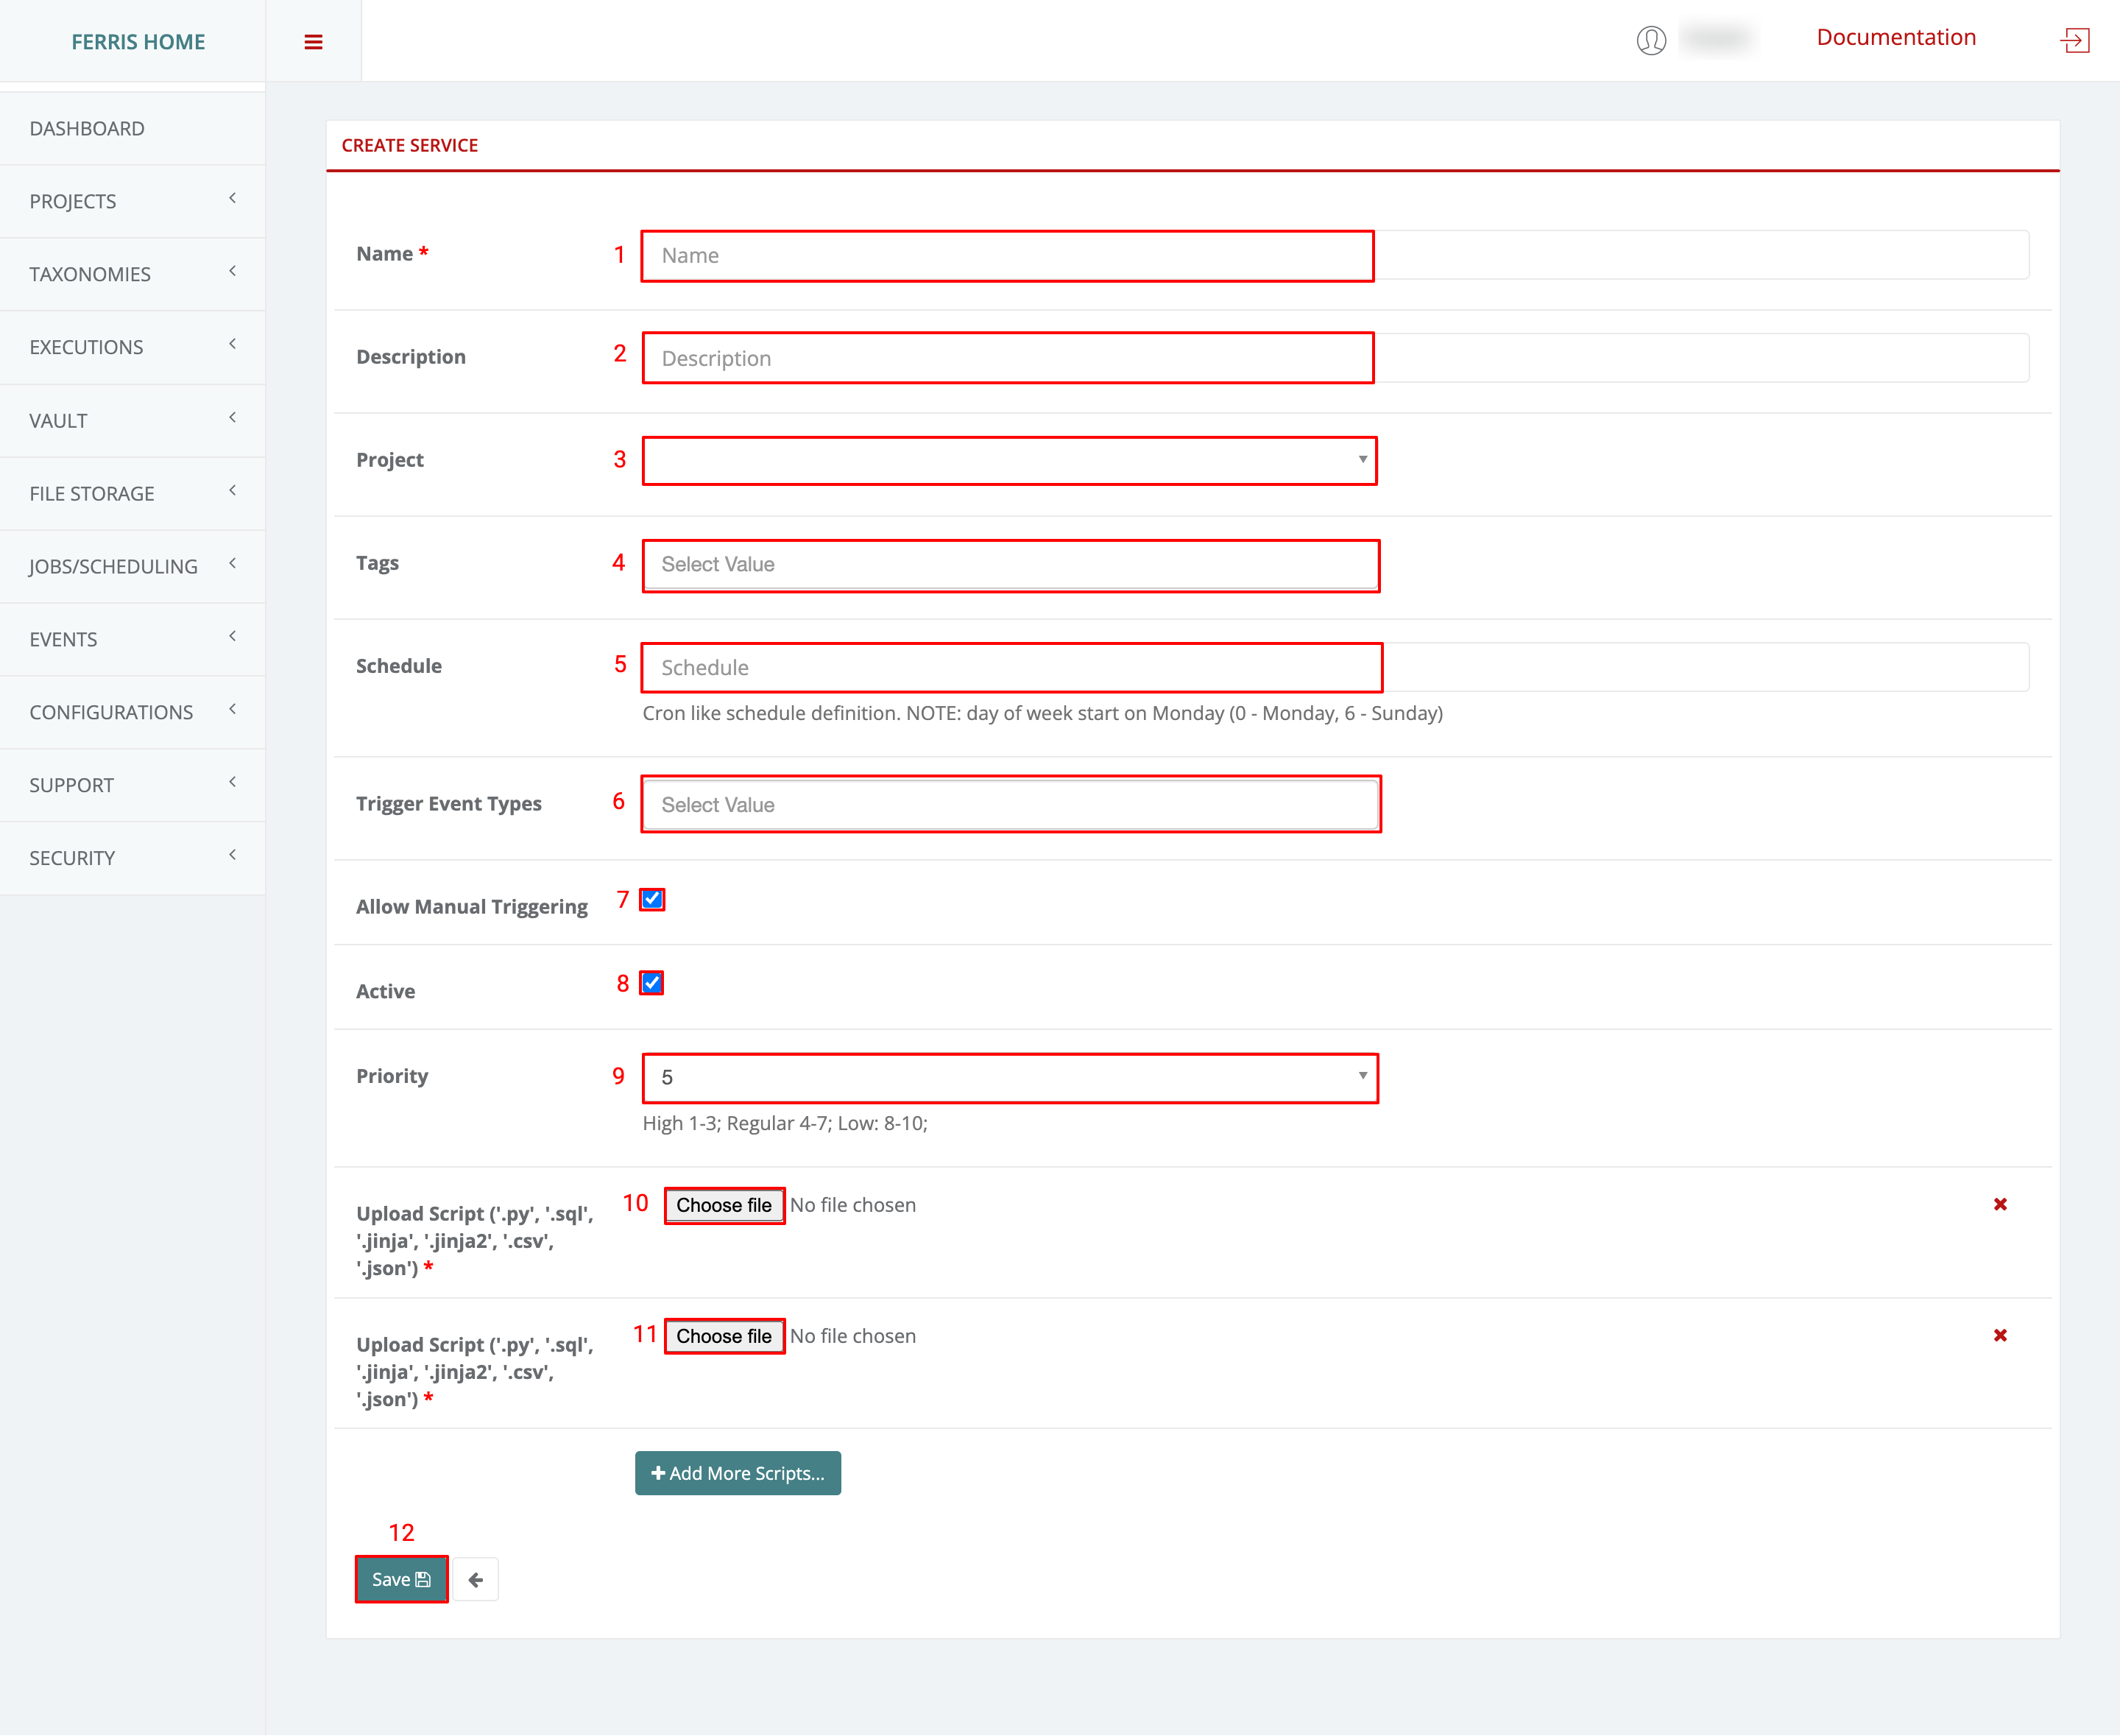 FERRIS HOME
Documentation
DASHBOARD
PROJECTS
TAXONOMIES
EXECUTIONS
VAULT
FILE STORAGE
JOBS/SCHEDULING
EVENTS
CONFIGURATIONS
SUPPORT
SECURITY
CREATE SERVICE
Name * 1 Name
Description 2 Description
Project 3
Tags 4 Select Value
Schedule 5 Schedule
Cron like schedule definition. NOTE: day of week start on Monday (0 - Monday, 6 - Sunday)
Trigger Event Types 6 Select Value
Allow Manual Triggering 7
Active 8
Priority 9 5
High 1-3; Regular 4-7; Low: 8-10;
10 Choose file No file chosen
Upload Script ('.py', '.sql',
'.jinja', '.jinja2', '.csv',
'.json') *
11 Choose file No file chosen
Upload Script ('.py', '.sql',
'.jinja', '.jinja2', '.csv',
'.json') *
Add More Scripts...
12
Save